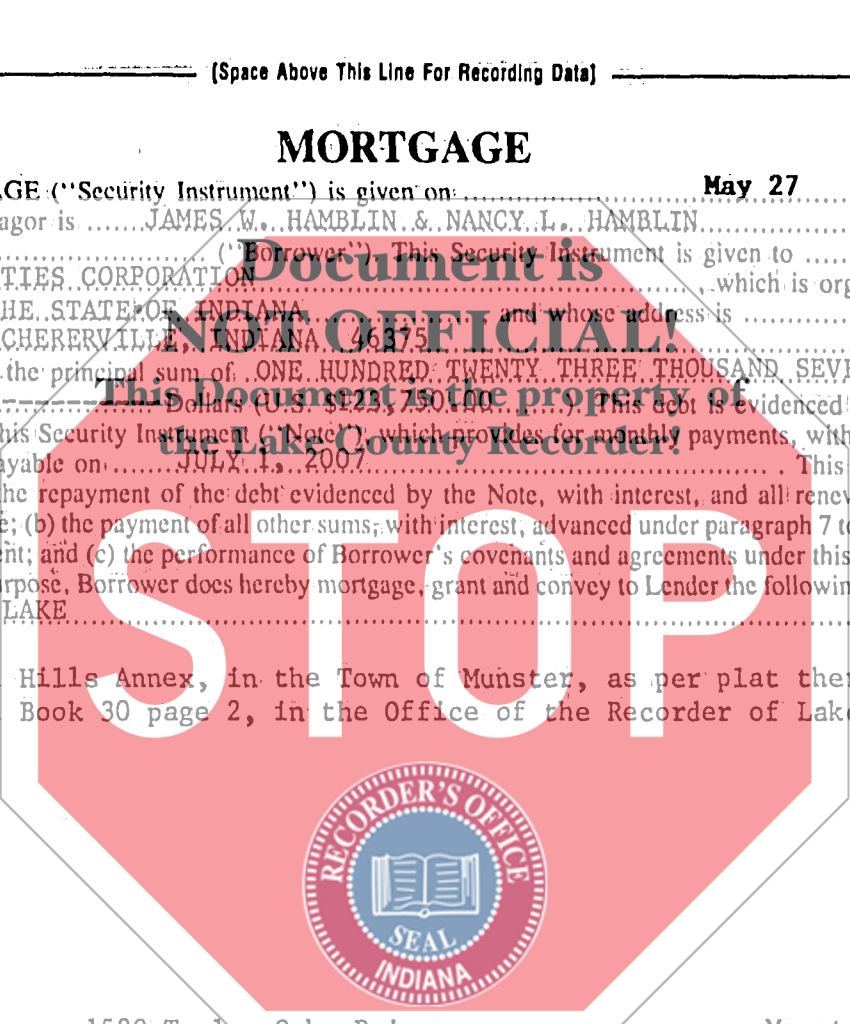 (Space Above This Line For Recording Data)
MORTGAGE
AGE ("Security Instrument") is given on May 27
agor is JAMES W. HAMBLIN & NANCY L. HAMBLIN
("Borrower"). This Security Instrument is given to
TIES CORPORATION, which is org
HE STATE OF INDIANA and whose address is
CHERERVILLE, INDIANA 46375
the principal sum of ONE HUNDRED TWENTY THREE THOUSAND SEVE
Dollars (U.S. $123,750.00). This debt is evidenced
his Security Instrument ("Note"), which provides for monthly payments, with
ayable on JULY 1, 2007. This
he repayment of the debt evidenced by the Note, with interest, and all renew
e; (b) the payment of all other sums, with interest, advanced under paragraph 7 to
ent; and (c) the performance of Borrower's covenants and agreements under this
urpose, Borrower does hereby mortgage, grant and convey to Lender the following
LAKE
Hills Annex, in the Town of Munster, as per plat ther
Book 30 page 2, in the Office of the Recorder of Lake
Document is
NOT OFFICIAL!
This Document is the property of
the Lake County Recorder!
STOP
RECORDER'S OFFICE
SEAL
INDIANA